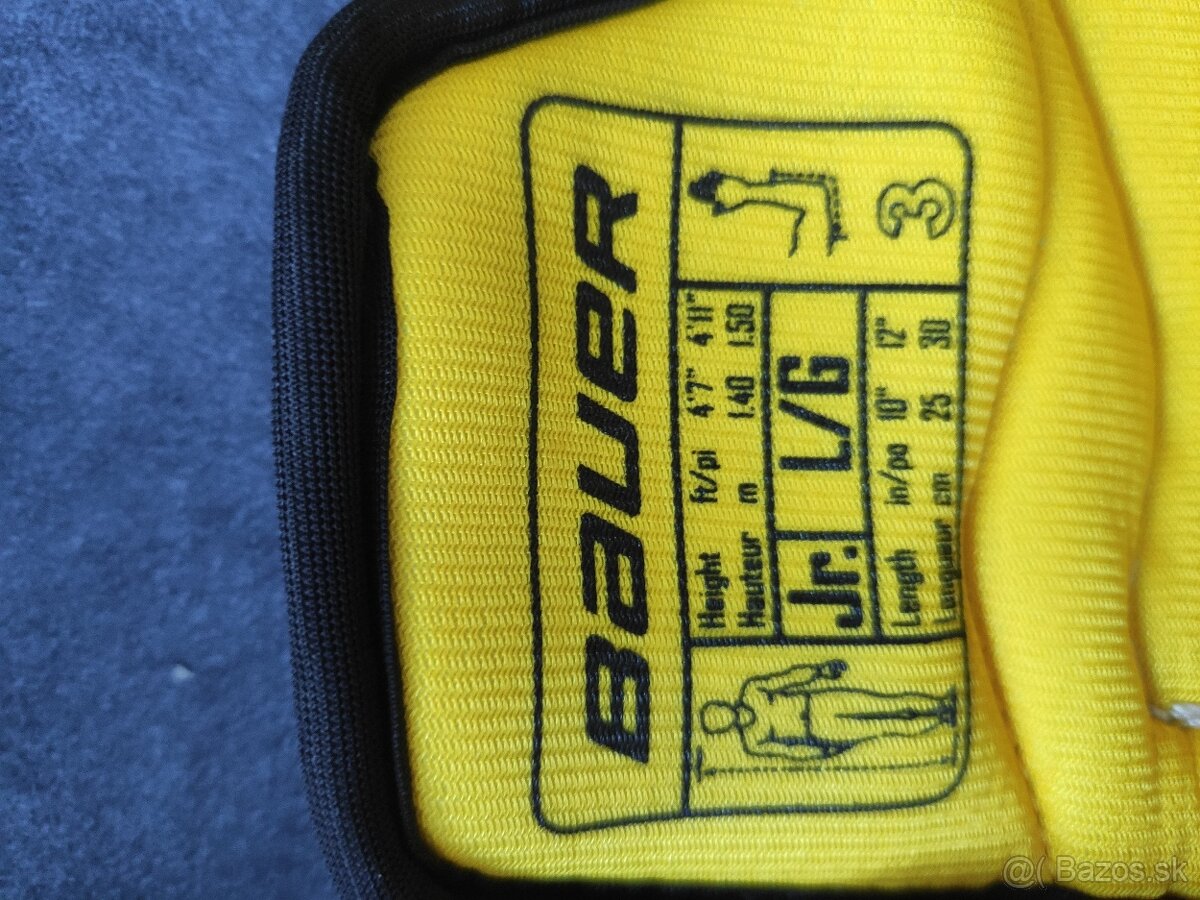 BAUER
Height ft/pi 4'7" 4'11"
Hauteur m 1.40 1.50
Jr. L/G
Length in/po 10" 12"
Longueur cm 25 30
3
@( Bazos.sk